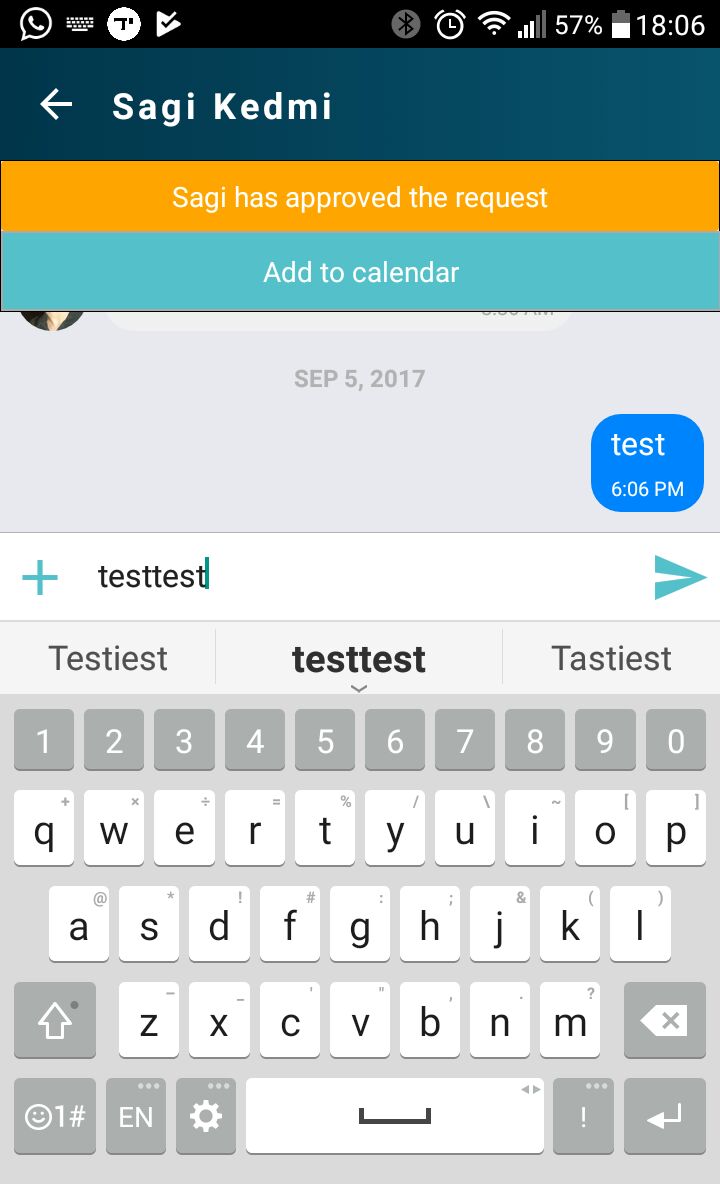 57% 18:06
Sagi Kedmi
Sagi has approved the request
Add to calendar
SEP 5, 2017
test
6:06 PM
testtest
Testiest testtest Tastiest
1 2 3 4 5 6 7 8 9 0
+ × ÷ = % / \ ~ [ ]
q w e r t y u i o p
@ * ! # : ; & ( )
a s d f g h j k l
– _ ' " , . ?
z x c v b n m
1# EN !